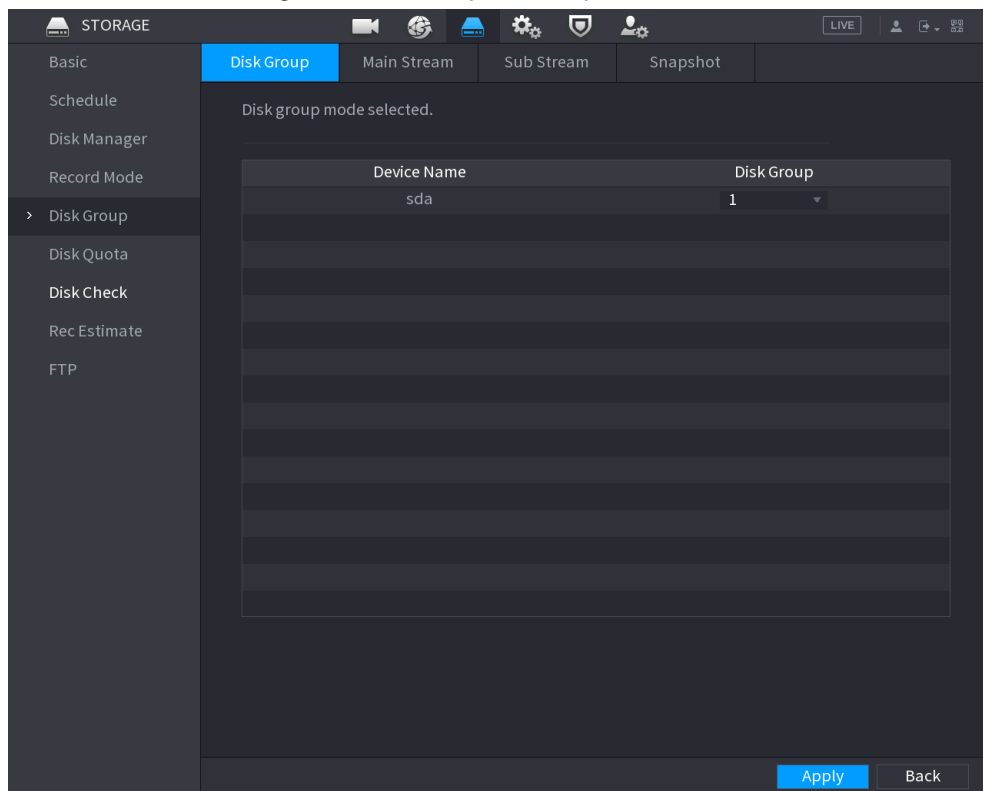 STORAGE
LIVE
Basic
Schedule
Disk Manager
Record Mode
Disk Group
Disk Quota
Disk Check
Rec Estimate
FTP
Disk Group Main Stream Sub Stream Snapshot
Disk group mode selected.
Device Name Disk Group
sda 1
Apply Back